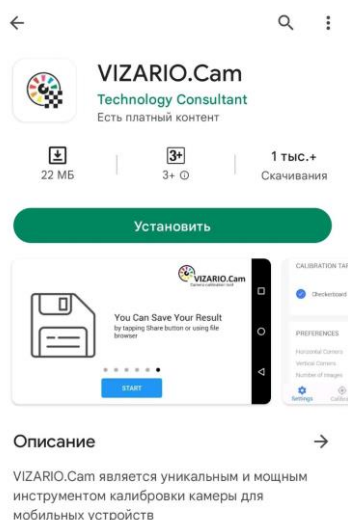 VIZARIO.Cam
Technology Consultant
Есть платный контент
22 МБ
3+
3+
1 тыс.+
Скачивания
Установить
VIZARIO.Cam
You Can Save Your Result
by tapping Share button or using file
browser
START
CALIBRATION TAR
Checkerboard
PREFERENCES
Horizontal Corners
Vertical Corners
Number of Images
Settings
Calibra
Описание
VIZARIO.Cam является уникальным и мощным
инструментом калибровки камеры для
мобильных устройств